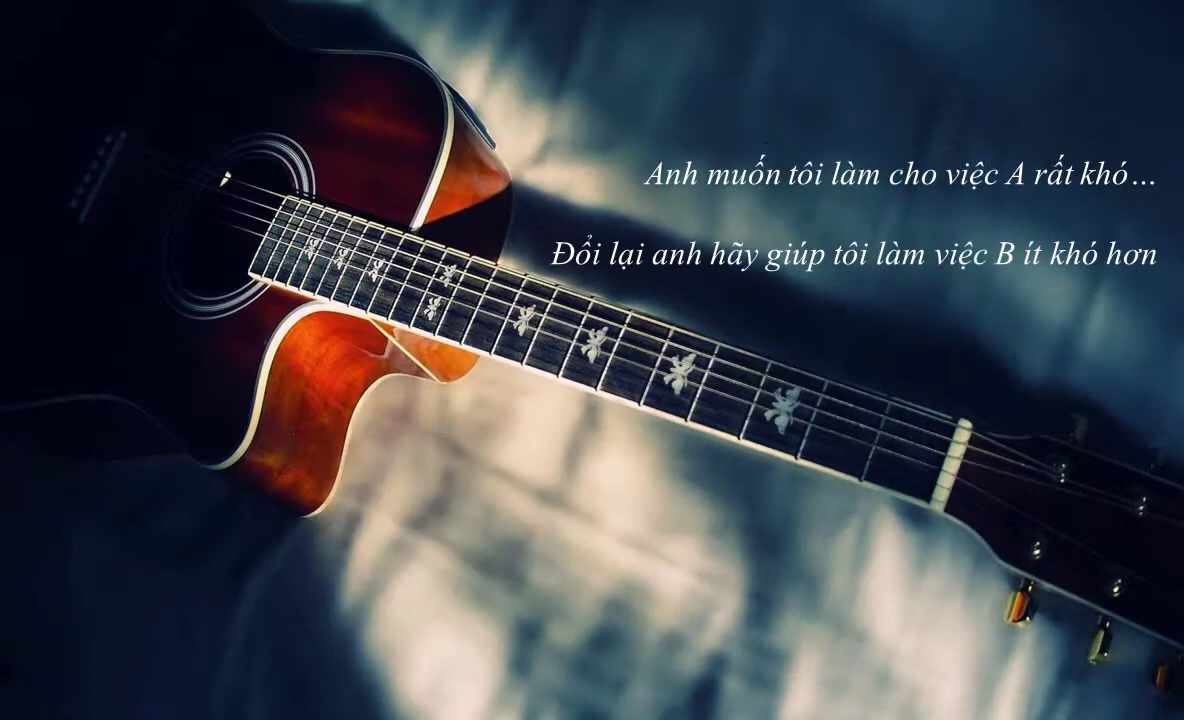 Anh muốn tôi làm cho việc A rất khó…
Đổi lại anh hãy giúp tôi làm việc B ít khó hơn